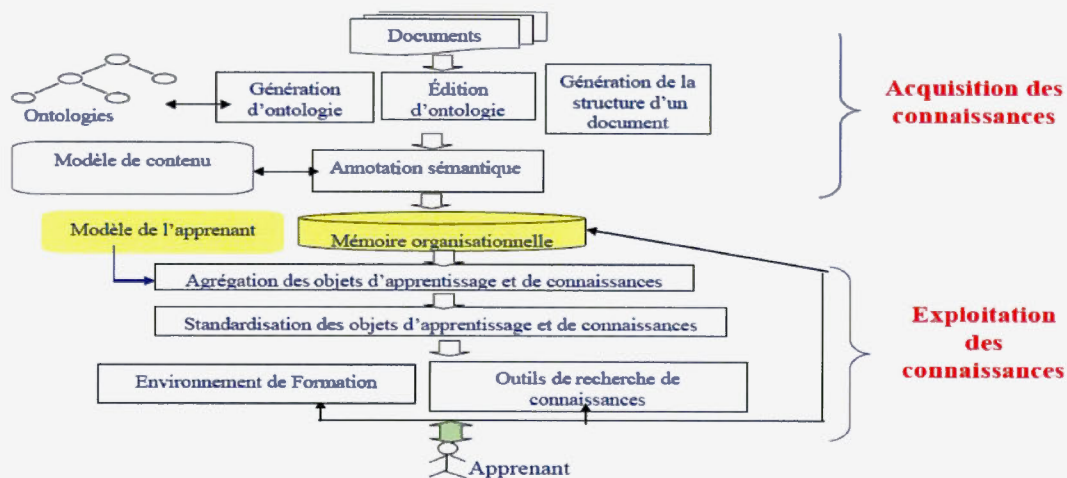 Documents
Ontologies
Génération
d'ontologie
Édition
d'ontologie
Génération de la
structure d'un
document
Acquisition des
connaissances
Modèle de contenu
Annotation sémantique
Modèle de l'apprenant
Mémoire organisationnelle
Agrégation des objets d'apprentissage et de connaissances
Standardisation des objets d'apprentissage et de connaissances
Environnement de Formation
Outils de recherche de
connaissances
Exploitation
des
connaissances
Apprenant